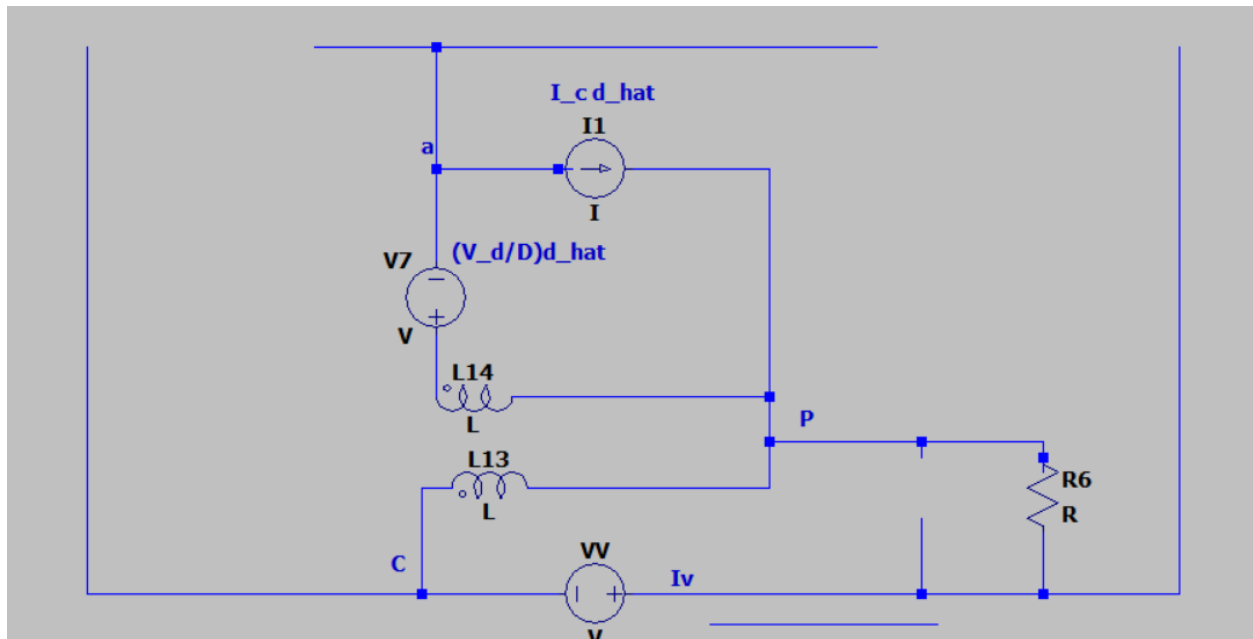 I_c d_hat
I1
a
I
V7
(V_d/D)d_hat
V
L14
L
P
L13
L
R6
R
C
VV
Iv
V